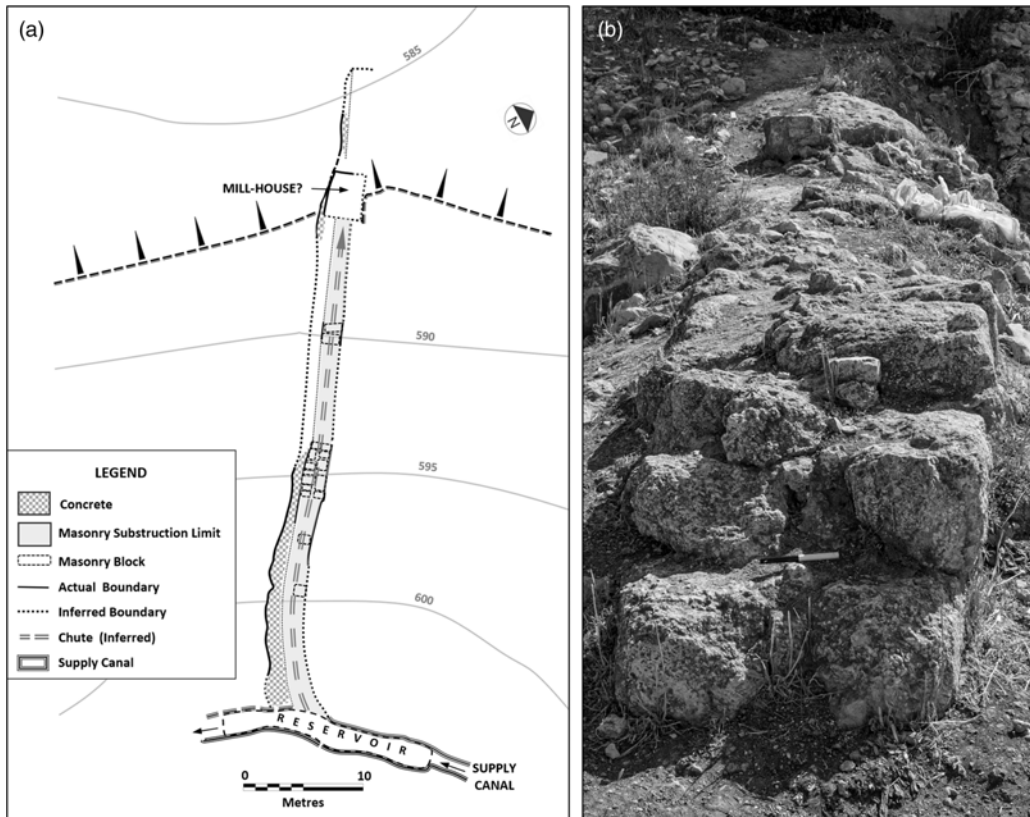 (a)
585
N
MILL-HOUSE?
590
595
600
LEGEND
Concrete
Masonry Substruction Limit
Masonry Block
Actual Boundary
Inferred Boundary
Chute (Inferred)
Supply Canal
RESERVOIR
SUPPLY
CANAL
0 10
Metres
(b)